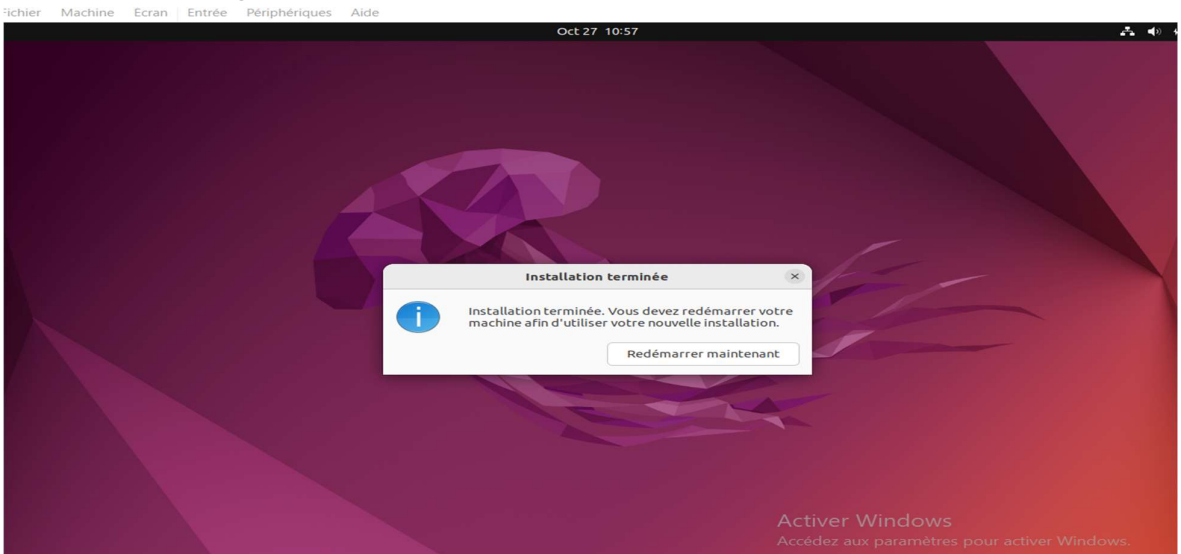 Fichier Machine Écran Entrée Périphériques Aide
Oct 27 10:57
Installation terminée
Installation terminée. Vous devez redémarrer votre
machine afin d'utiliser votre nouvelle installation.
Redémarrer maintenant
Activer Windows
Accédez aux paramètres pour activer Windows.